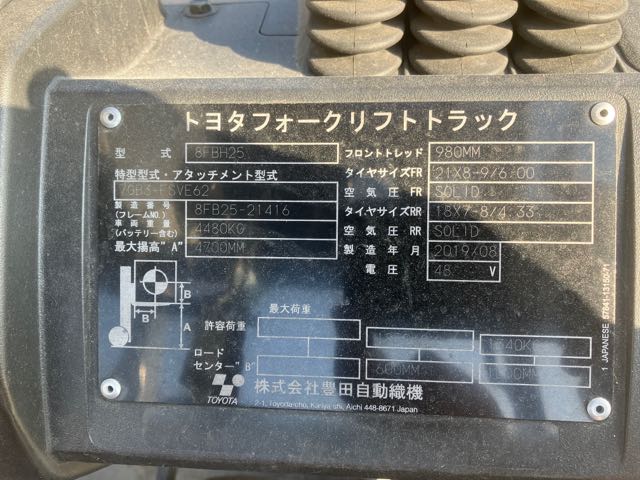 トヨタフォークリフトトラック
型 式 8FBH25 フロントトレッド 980MM
特型型式・アタッチメント型式 タイヤサイズFR 21X8-9/6.00
空気圧FR SOLID
製造番号 (フレームNO.) 8FB25-21416 タイヤサイズRR 18X7-8/4.33
車両重量 (バッテリー含む) 4480KG 空気圧RR SOLID
最大揚高"A" 4700MM 製造年月 2019/08
電圧 48 V
B
B
A
最大荷重
許容荷重
ロード
センター"B" 600MM
TOYOTA
株式会社豊田自動織機
2-1, Toyoda-cho, Kariya-shi, Aichi 448-8671 Japan
1 JAPANESE